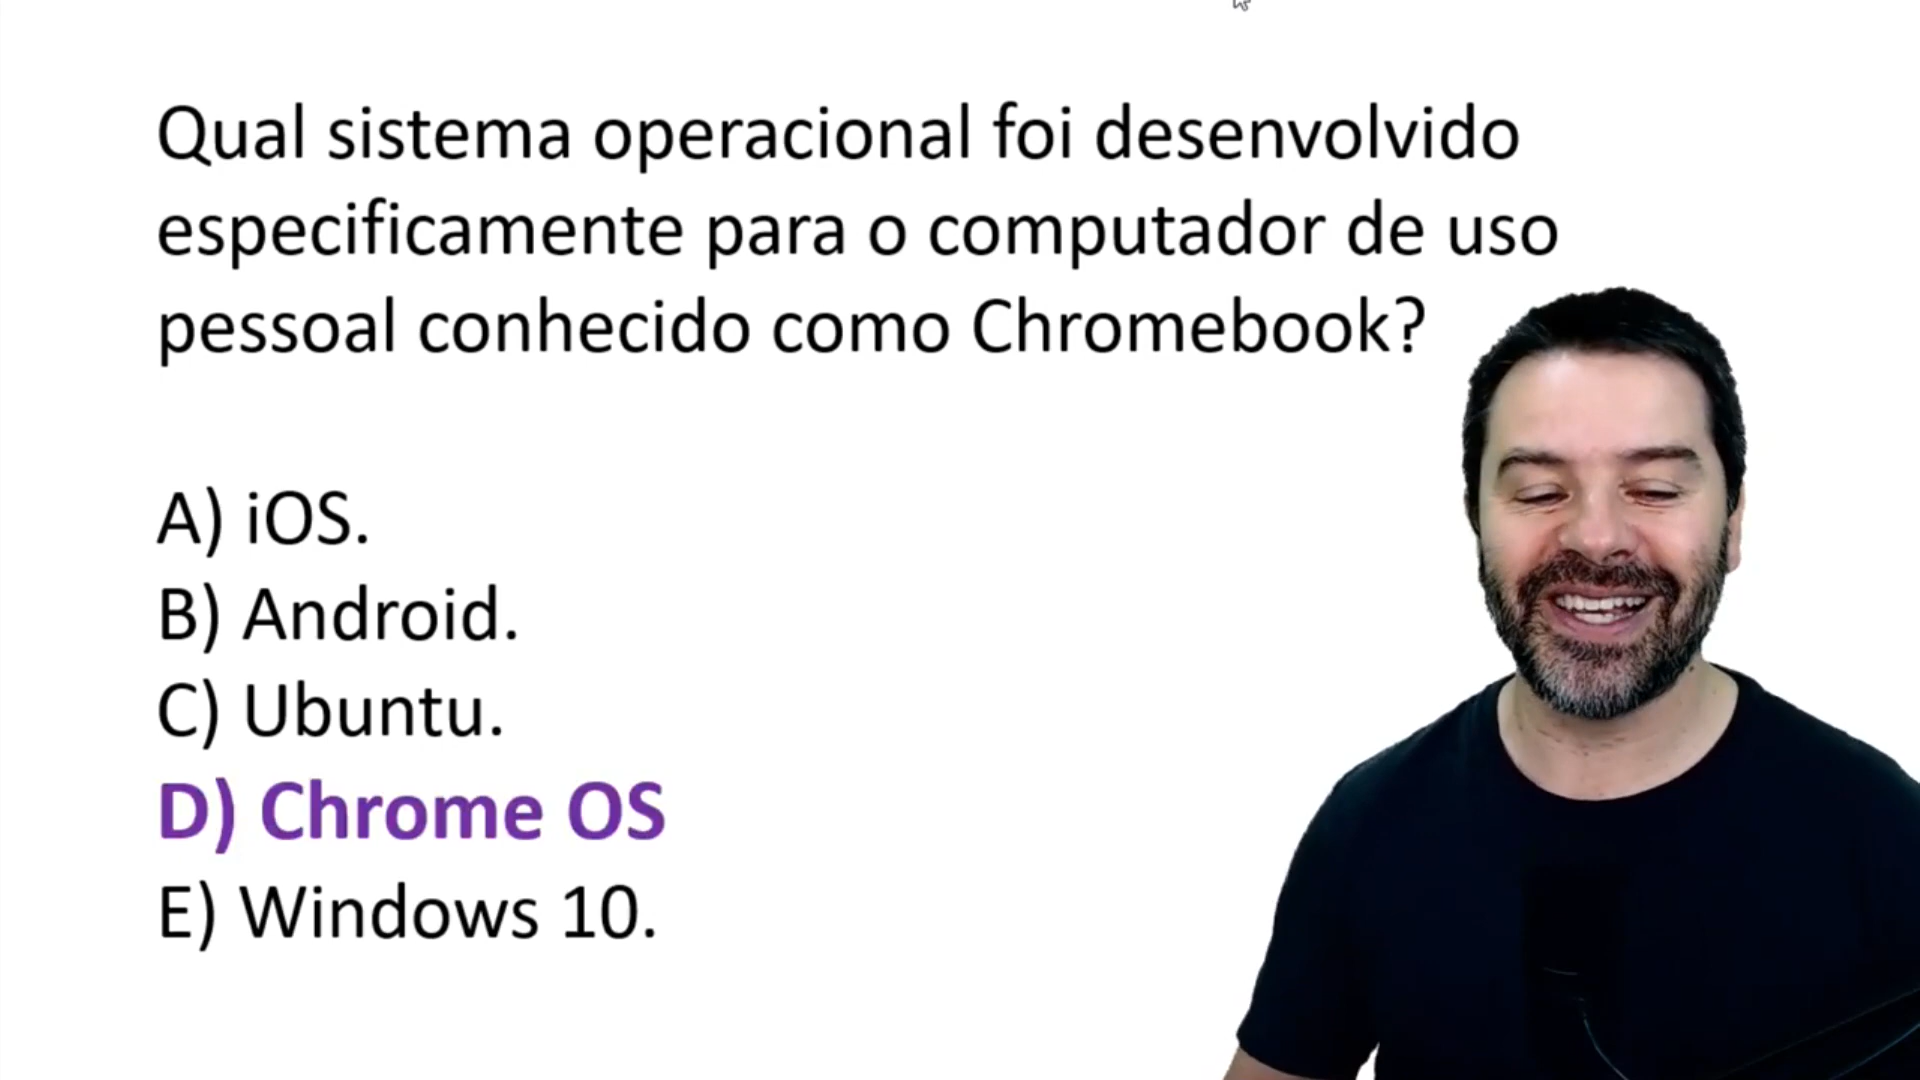 Qual sistema operacional foi desenvolvido
especificamente para o computador de uso
pessoal conhecido como Chromebook?
A) iOS.
B) Android.
C) Ubuntu.
D) Chrome OS
E) Windows 10.